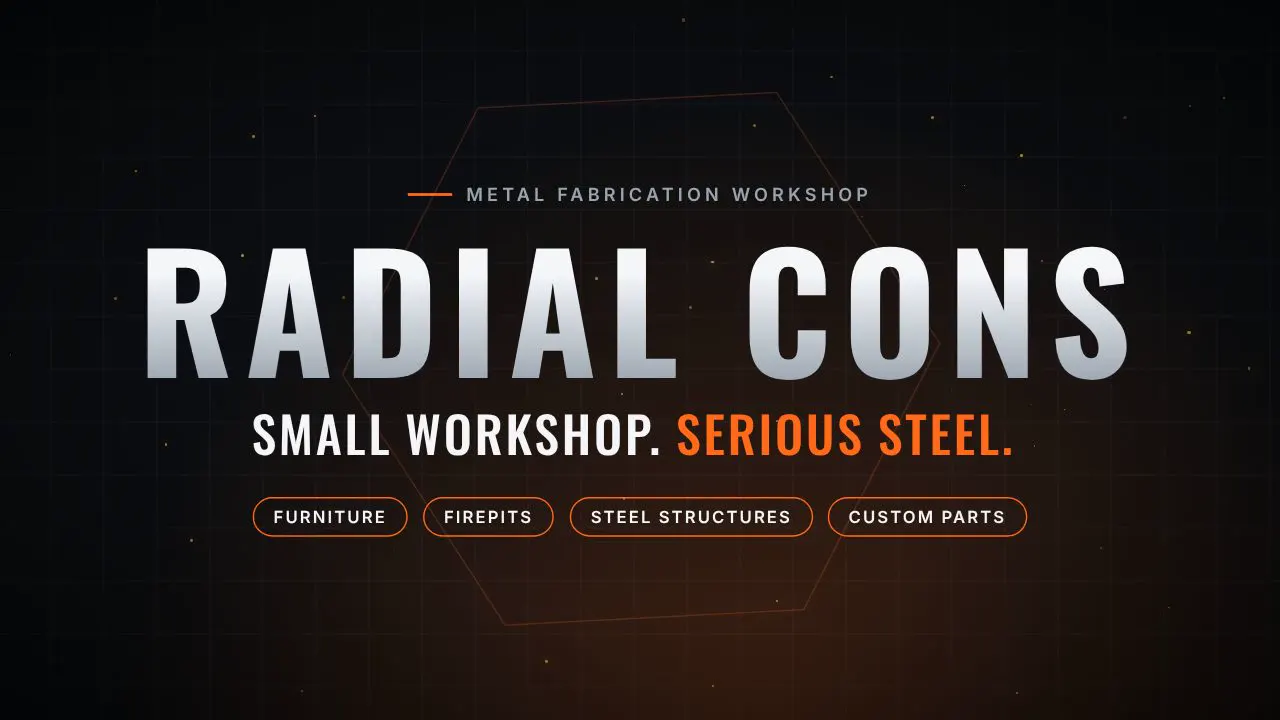 METAL FABRICATION WORKSHOP
RADIAL CONS
SMALL WORKSHOP. SERIOUS STEEL.
FURNITURE FIREPITS STEEL STRUCTURES CUSTOM PARTS